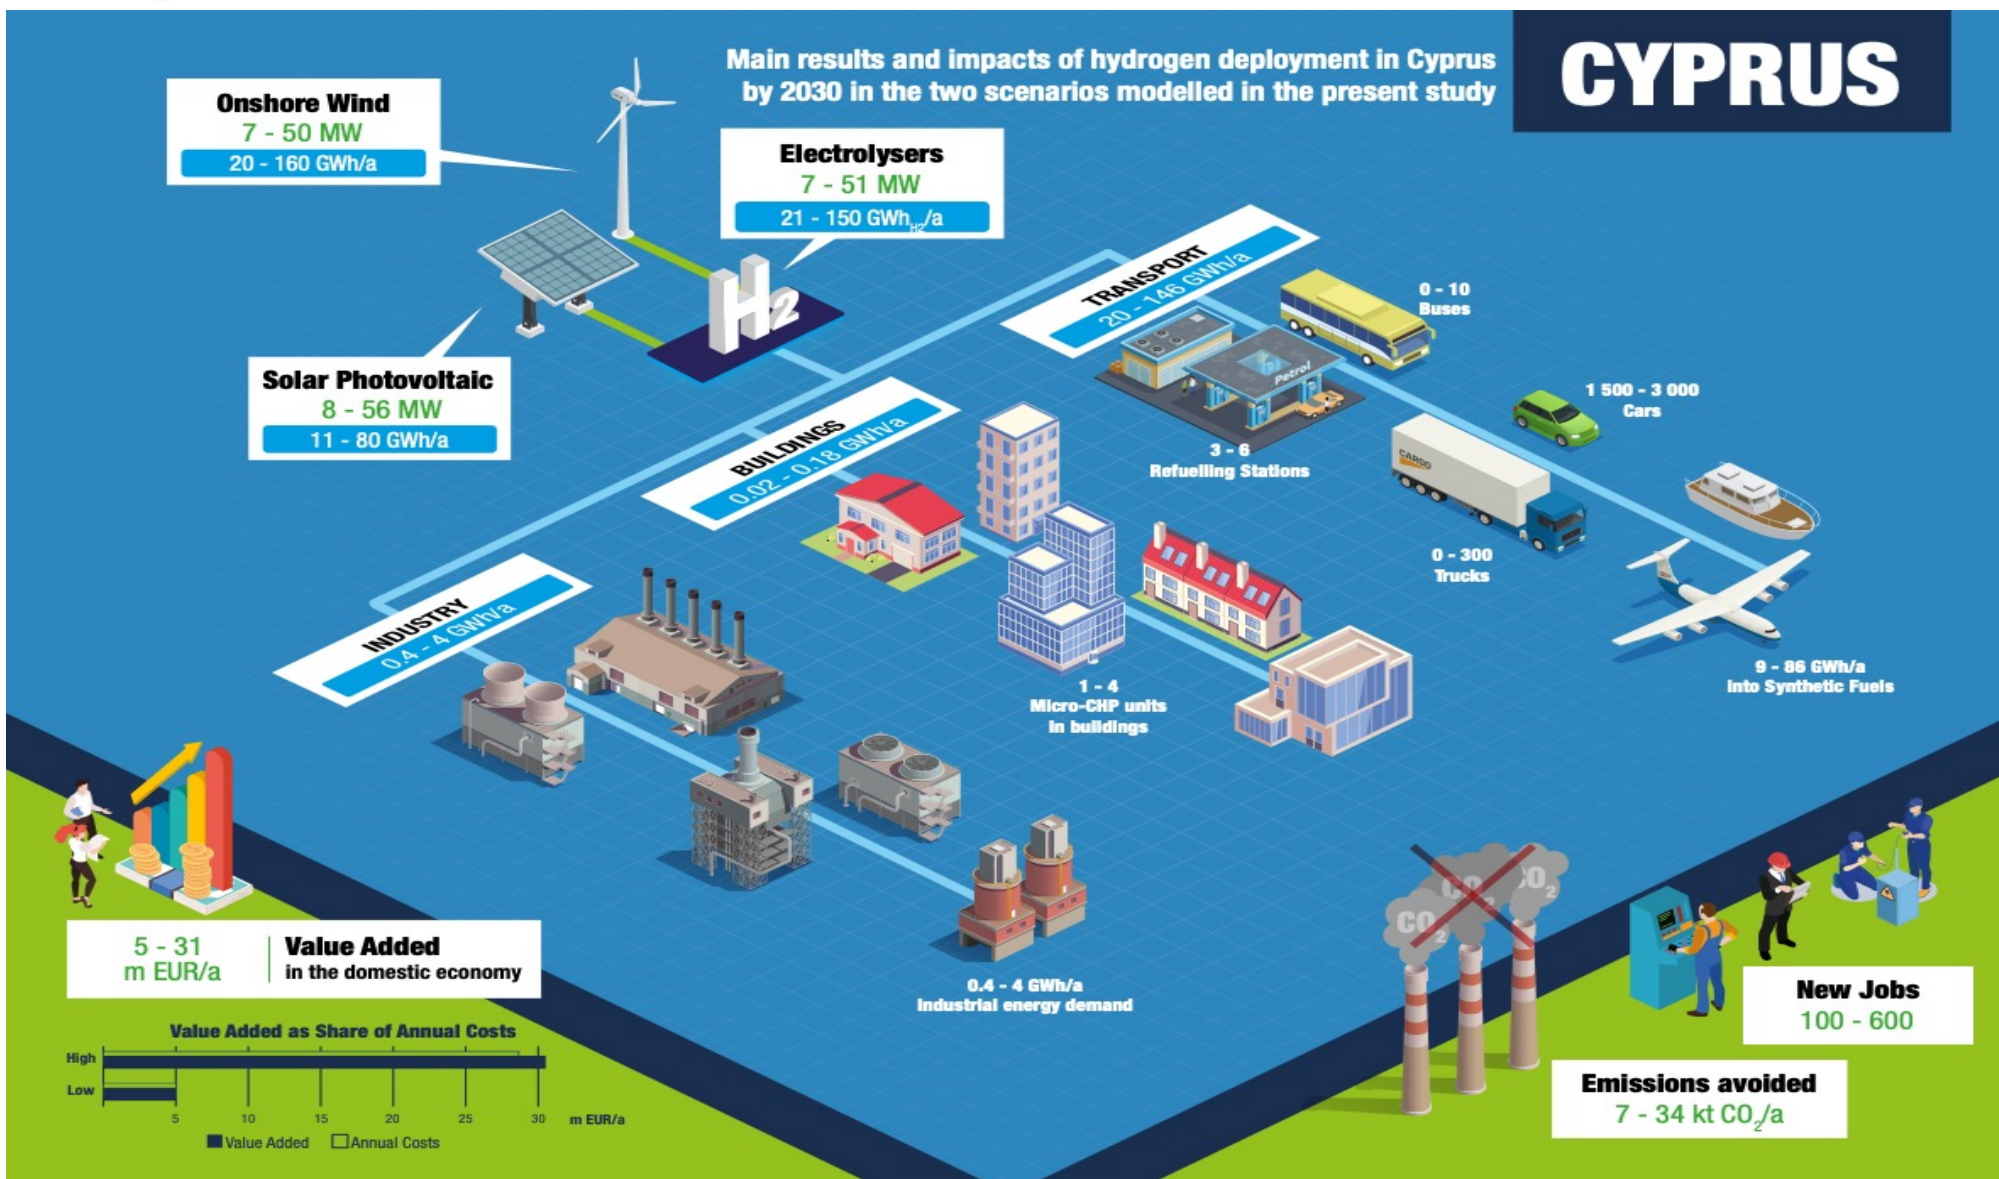 CYPRUS
Main results and impacts of hydrogen deployment in Cyprus
by 2030 in the two scenarios modelled in the present study
Onshore Wind
7 - 50 MW
20 - 160 GWh/a
Electrolysers
7 - 51 MW
21 - 150 GWhH2/a
H2
Solar Photovoltaic
8 - 56 MW
11 - 80 GWh/a
TRANSPORT
20 - 146 GWh/a
0 - 10
Buses
Petrol
3 - 6
Refuelling Stations
1 500 - 3 000
Cars
CARGO
0 - 300
Trucks
9 - 86 GWh/a
into Synthetic Fuels
BUILDINGS
0.02 - 0.18 GWh/a
1 - 4
Micro-CHP units
in buildings
INDUSTRY
0.4 - 4 GWh/a
0.4 - 4 GWh/a
Industrial energy demand
5 - 31
m EUR/a
Value Added
in the domestic economy
Value Added as Share of Annual Costs
High
Low
5 10 15 20 25 30 m EUR/a
Value Added Annual Costs
CO2 CO2 CO2
New Jobs
100 - 600
Emissions avoided
7 - 34 kt CO2/a